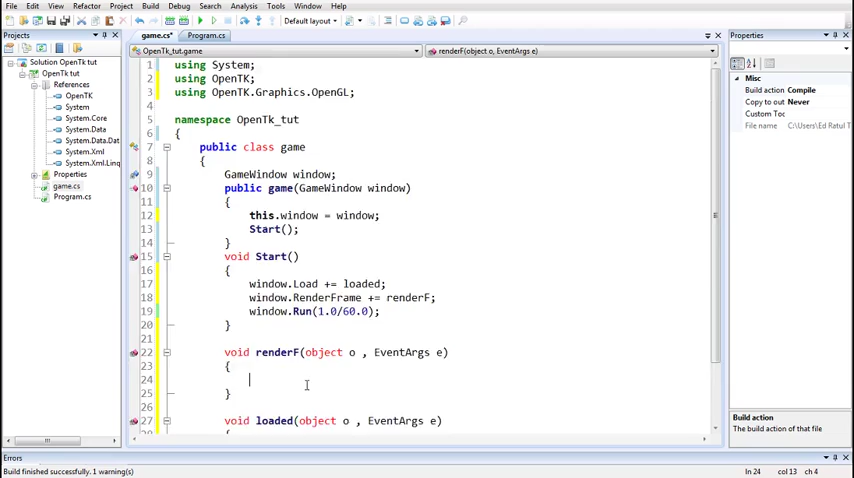 File Edit View Refactor Project Build Debug Search Analysis Tools Window Help
Default layout
Projects
game.cs* Program.cs
Properties
OpenTk_tut.game
renderF(object o, EventArgs e)
Solution OpenTk tut
OpenTk tut
References
OpenTK
System
System.Core
System.Data
System.Data.Dat
System.Xml
System.Xml.Linq
Properties
game.cs
Program.cs
1 using System;
2 using OpenTK;
3 using OpenTK.Graphics.OpenGL;
4
5 namespace OpenTk_tut
6 {
7 public class game
8 {
9 GameWindow window;
10 public game(GameWindow window)
11 {
12 this.window = window;
13 Start();
14 }
15 void Start()
16 {
17 window.Load += loaded;
18 window.RenderFrame += renderF;
19 window.Run(1.0/60.0);
20 }
21
22 void renderF(object o , EventArgs e)
23 {
24
25 }
26
27 void loaded(object o , EventArgs e)
28 {
Misc
Build action Compile
Copy to out Never
Custom Toc
File name C:\Users\Ed Ratul T
Build action
The build action of that file
Errors
Build finished successfully. 1 warning(s)
ln 24 col 13 ch 4